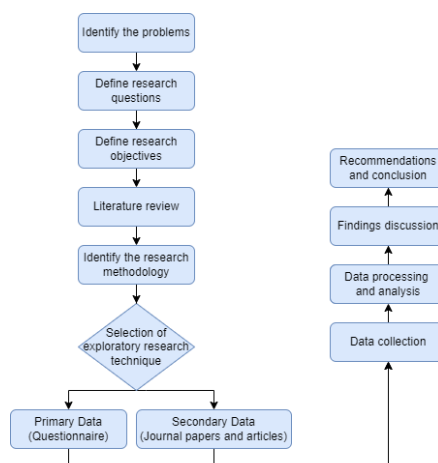 Identify the problems
Define research
questions
Define research
objectives
Literature review
Identify the research
methodology
Selection of
exploratory research
technique
Primary Data
(Questionnaire)
Secondary Data
(Journal papers and articles)
Recommendations
and conclusion
Findings discussion
Data processing
and analysis
Data collection